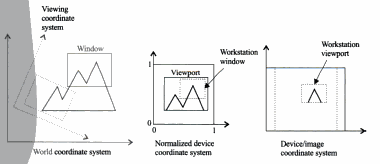 Viewing
coordinate
system
Window
World coordinate system
Workstation
window
Viewport
1
0
1
Normalized device
coordinate system
Workstation
viewport
Device/image
coordinate system